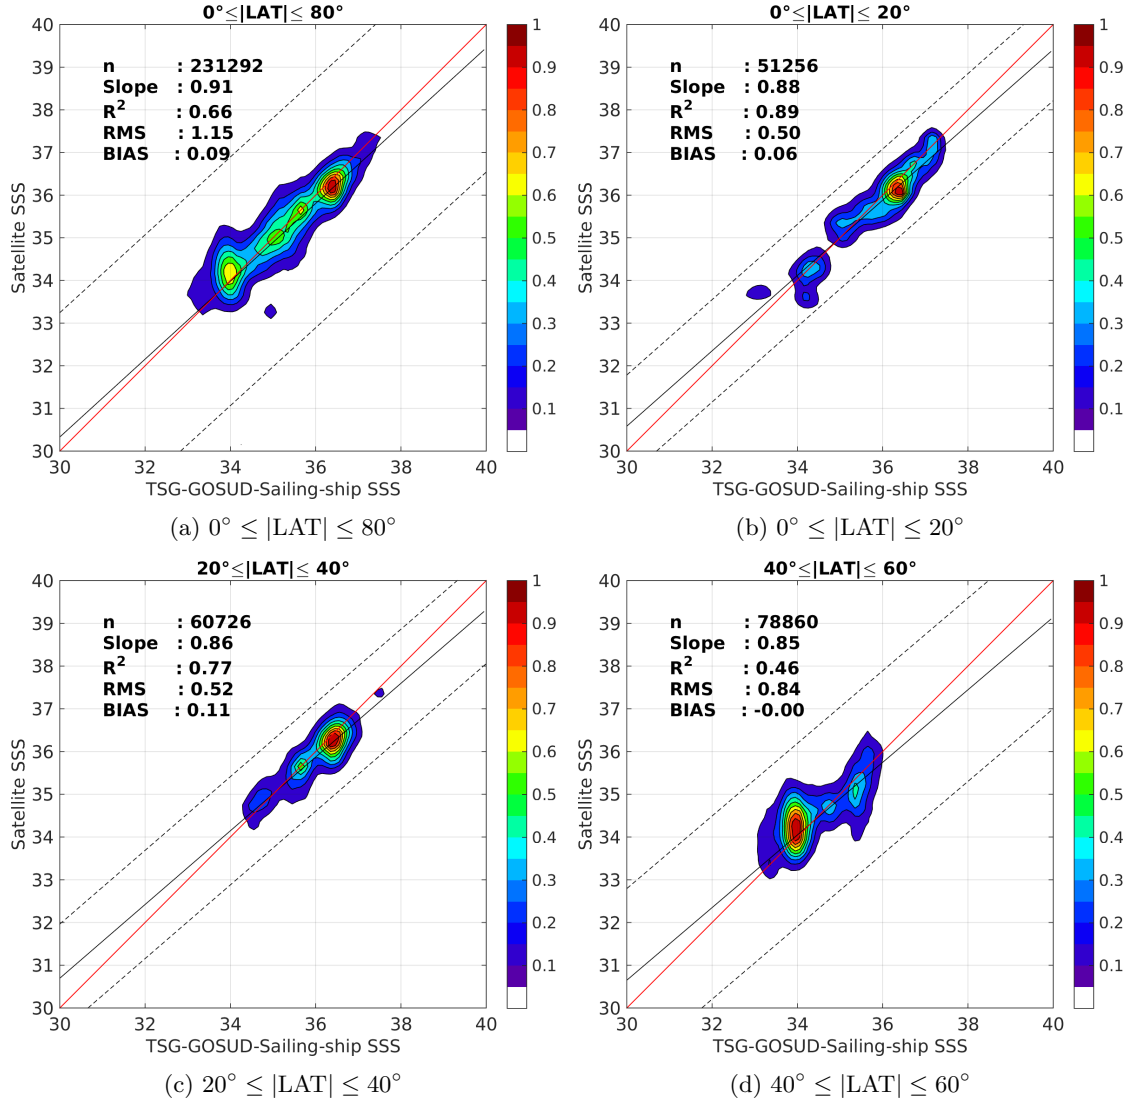 0°≤|LAT|≤ 80°
n : 231292
Slope : 0.91
R² : 0.66
RMS : 1.15
BIAS : 0.09
40
39
38
37
36
35
34
33
32
31
30
Satellite SSS
30 32 34 36 38 40
TSG-GOSUD-Sailing-ship SSS
1
0.9
0.8
0.7
0.6
0.5
0.4
0.3
0.2
0.1
(a) 0° ≤ |LAT| ≤ 80°
0°≤|LAT|≤ 20°
n : 51256
Slope : 0.88
R² : 0.89
RMS : 0.50
BIAS : 0.06
40
39
38
37
36
35
34
33
32
31
30
Satellite SSS
30 32 34 36 38 40
TSG-GOSUD-Sailing-ship SSS
1
0.9
0.8
0.7
0.6
0.5
0.4
0.3
0.2
0.1
(b) 0° ≤ |LAT| ≤ 20°
20°≤|LAT|≤ 40°
n : 60726
Slope : 0.86
R² : 0.77
RMS : 0.52
BIAS : 0.11
40
39
38
37
36
35
34
33
32
31
30
Satellite SSS
30 32 34 36 38 40
TSG-GOSUD-Sailing-ship SSS
1
0.9
0.8
0.7
0.6
0.5
0.4
0.3
0.2
0.1
(c) 20° ≤ |LAT| ≤ 40°
40°≤|LAT|≤ 60°
n : 78860
Slope : 0.85
R² : 0.46
RMS : 0.84
BIAS : -0.00
40
39
38
37
36
35
34
33
32
31
30
Satellite SSS
30 32 34 36 38 40
TSG-GOSUD-Sailing-ship SSS
1
0.9
0.8
0.7
0.6
0.5
0.4
0.3
0.2
0.1
(d) 40° ≤ |LAT| ≤ 60°